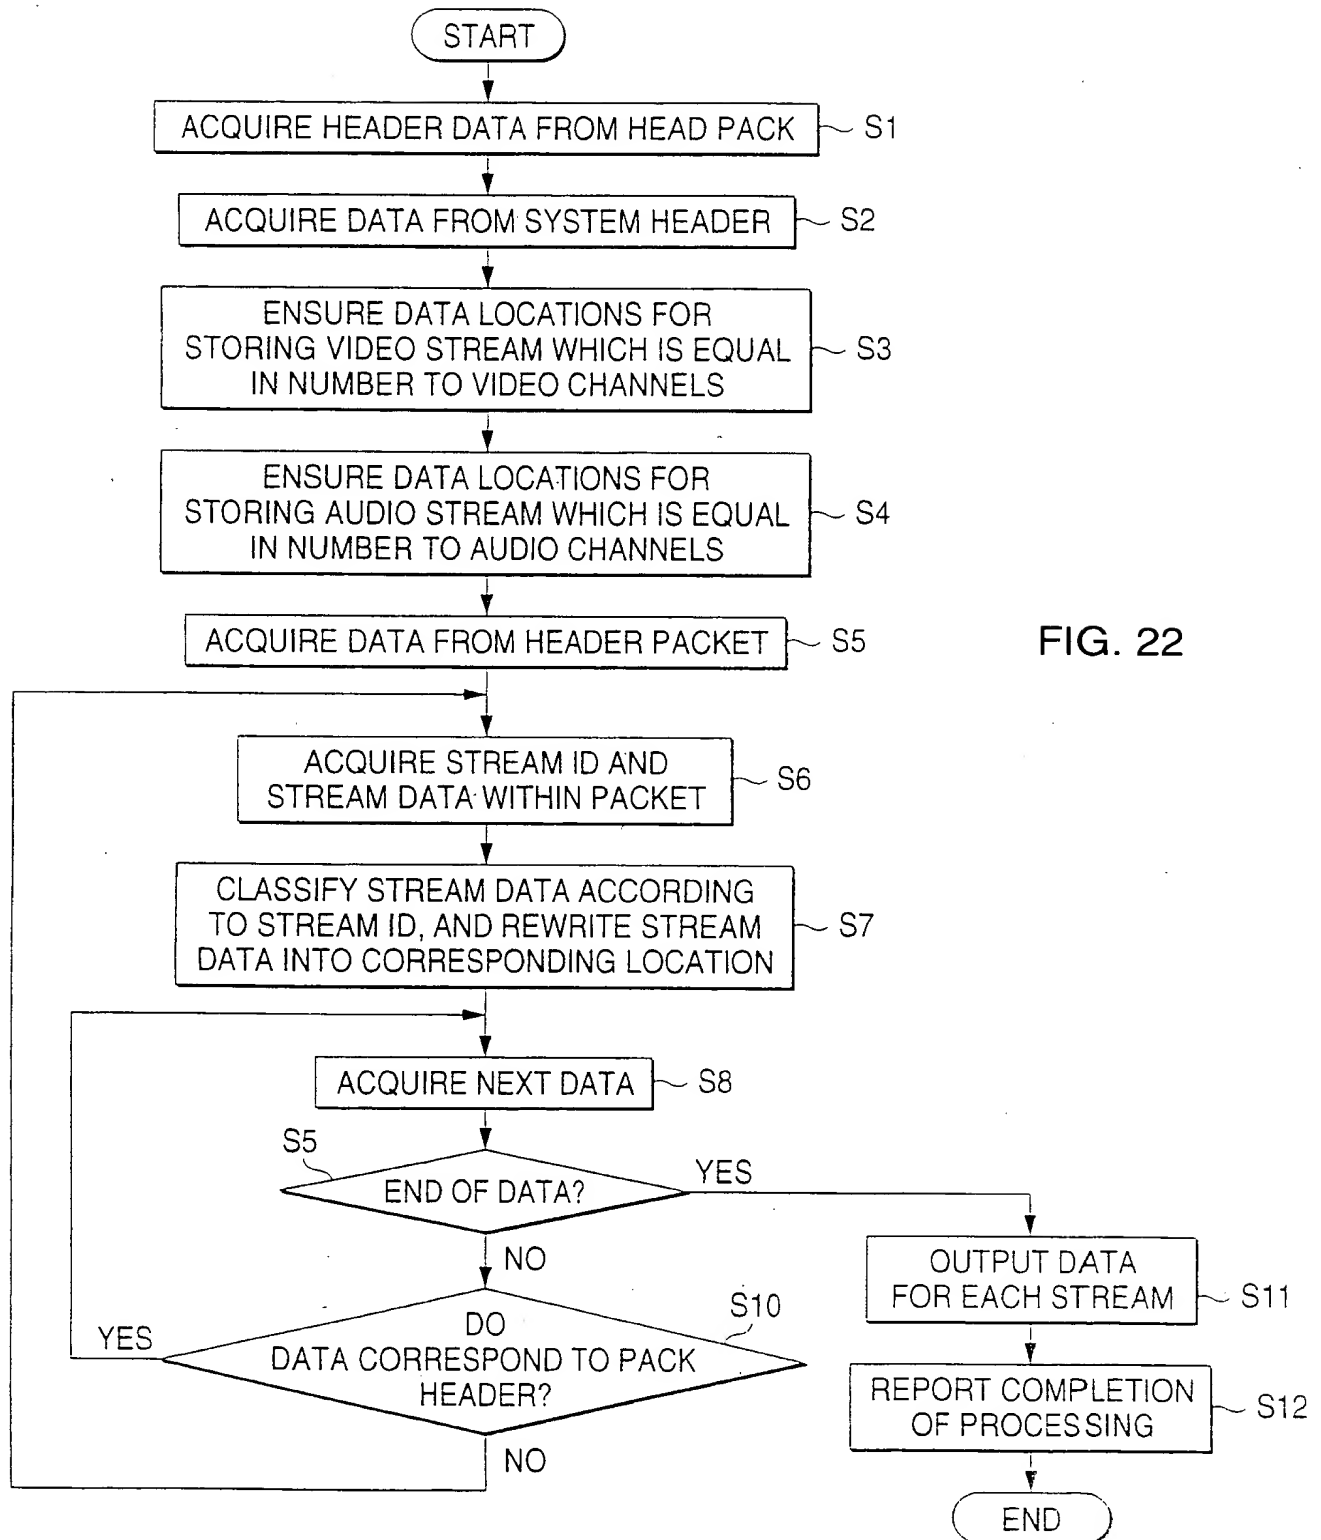 START
ACQUIRE HEADER DATA FROM HEAD PACK
S1
ACQUIRE DATA FROM SYSTEM HEADER
S2
ENSURE DATA LOCATIONS FOR
STORING VIDEO STREAM WHICH IS EQUAL
IN NUMBER TO VIDEO CHANNELS
S3
ENSURE DATA LOCATIONS FOR
STORING AUDIO STREAM WHICH IS EQUAL
IN NUMBER TO AUDIO CHANNELS
S4
ACQUIRE DATA FROM HEADER PACKET
S5
FIG. 22
ACQUIRE STREAM ID AND
STREAM DATA WITHIN PACKET
S6
CLASSIFY STREAM DATA ACCORDING
TO STREAM ID, AND REWRITE STREAM
DATA INTO CORRESPONDING LOCATION
S7
ACQUIRE NEXT DATA
S8
S5
END OF DATA?
YES
NO
OUTPUT DATA
FOR EACH STREAM
S11
S10
DO
DATA CORRESPOND TO PACK
HEADER?
YES
NO
REPORT COMPLETION
OF PROCESSING
S12
END